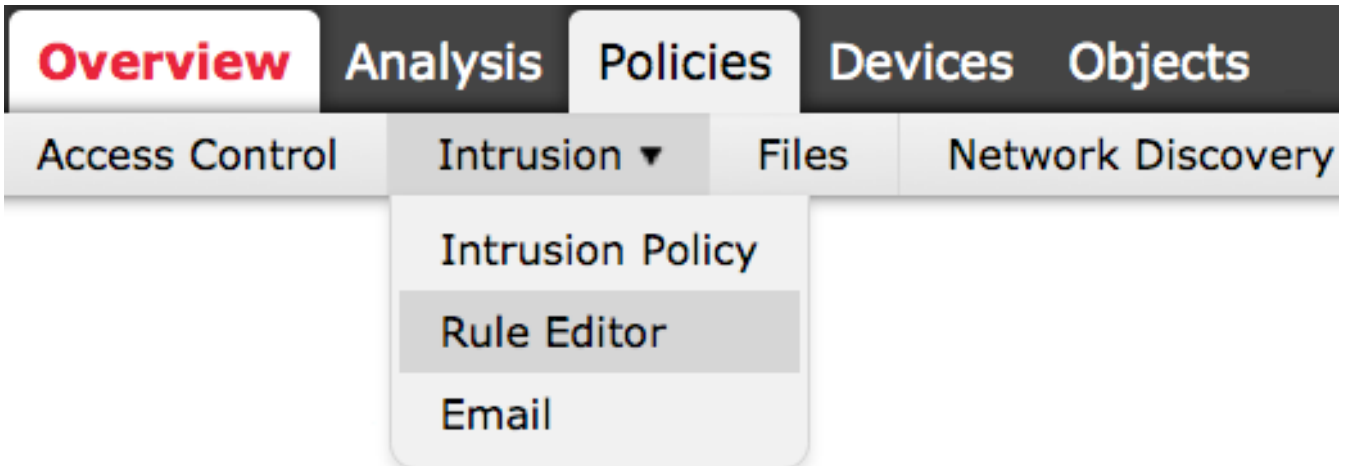 Overview Analysis Policies Devices Objects
Access Control Intrusion ▼ Files Network Discovery
Intrusion Policy
Rule Editor
Email